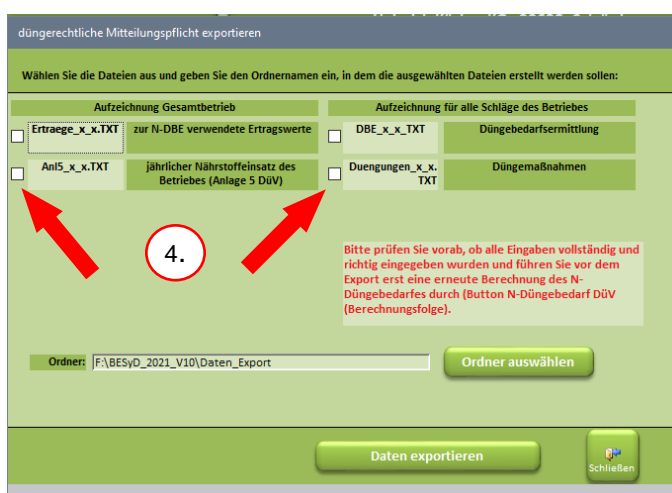 düngerechtliche Mitteilungspflicht exportieren
Wählen Sie die Dateien aus und geben Sie den Ordnernamen ein, in dem die ausgewählten Dateien erstellt werden sollen:
Aufzeichnung Gesamtbetrieb
Aufzeichnung für alle Schläge des Betriebes
Ertraege_x_x.TXT
zur N-DBE verwendete Ertragswerte
DBE_x_x_TXT
Düngebedarfsermittlung
Anl5_x_x.TXT
jährlicher Nährstoffeinsatz des
Betriebes (Anlage 5 DüV)
Duengungen_x_x.
TXT
Düngemaßnahmen
4.
Bitte prüfen Sie vorab, ob alle Eingaben vollständig und
richtig eingegeben wurden und führen Sie vor dem
Export erst eine erneute Berechnung des N-
Düngebedarfes durch (Button N-Düngebedarf DüV
(Berechnungsfolge).
Ordner:
F:\BESyD_2021_V10\Daten_Export
Ordner auswählen
Daten exportieren
Schließen